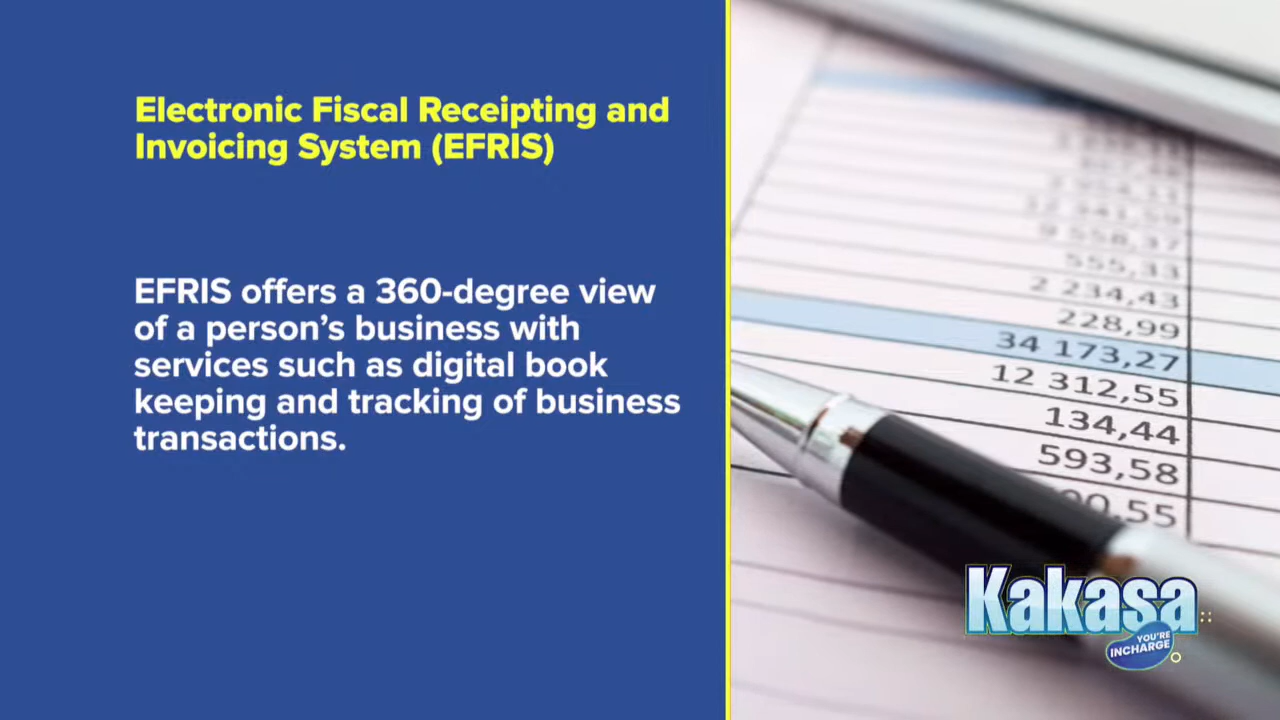 Electronic Fiscal Receipting and
Invoicing System (EFRIS)
EFRIS offers a 360-degree view
of a person’s business with
services such as digital book
keeping and tracking of business
transactions.
555,33
2 234,43
228,99
34 173,27
12 312,55
134,44
593,58
Kakasa
YOU'RE
INCHARGE